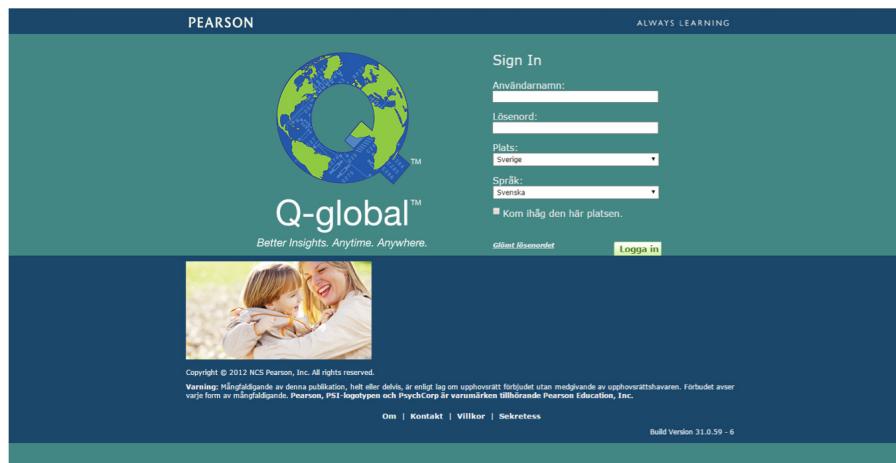 PEARSON
ALWAYS LEARNING
Q-global™
Better Insights. Anytime. Anywhere.
TM
Sign In
Användarnamn:
Lösenord:
Plats:
Sverige
Språk:
Svenska
Kom ihåg den här platsen.
Glömt lösenordet
Logga in
Copyright © 2012 NCS Pearson, Inc. All rights reserved.
Varning: Mångfaldigande av denna publikation, helt eller delvis, är enligt lag om upphovsrätt förbjudet utan medgivande av upphovsrättshavaren. Förbudet avser
varje form av mångfaldigande. Pearson, PSI-logotypen och PsychCorp är varumärken tillhörande Pearson Education, Inc.
Om | Kontakt | Villkor | Sekretess
Build Version 31.0.59 - 6